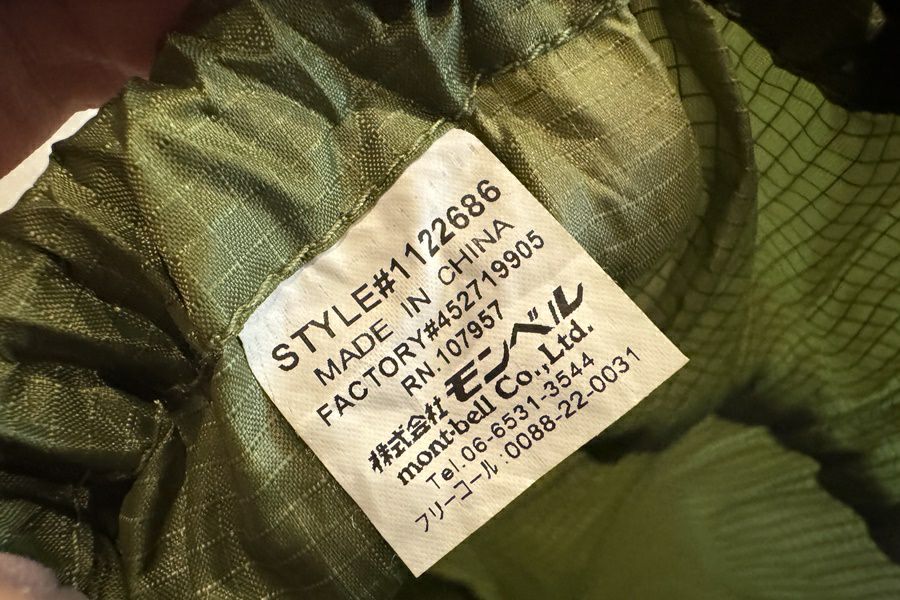 STYLE#1122686
MADE IN CHINA
FACTORY#452719905
RN.107957
株式会社 モンベル
mont-bell Co.,Ltd.
Tel.06-6531-3544
フリーコール:0088-22-0031